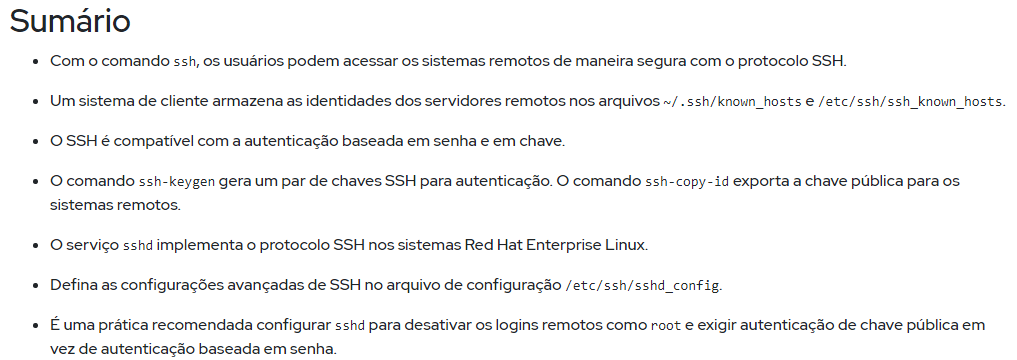 Sumário
• Com o comando ssh, os usuários podem acessar os sistemas remotos de maneira segura com o protocolo SSH.
• Um sistema de cliente armazena as identidades dos servidores remotos nos arquivos ~/.ssh/known_hosts e /etc/ssh/ssh_known_hosts.
• O SSH é compatível com a autenticação baseada em senha e em chave.
• O comando ssh-keygen gera um par de chaves SSH para autenticação. O comando ssh-copy-id exporta a chave pública para os
sistemas remotos.
• O serviço sshd implementa o protocolo SSH nos sistemas Red Hat Enterprise Linux.
• Defina as configurações avançadas de SSH no arquivo de configuração /etc/ssh/sshd_config.
• É uma prática recomendada configurar sshd para desativar os logins remotos como root e exigir autenticação de chave pública em
vez de autenticação baseada em senha.